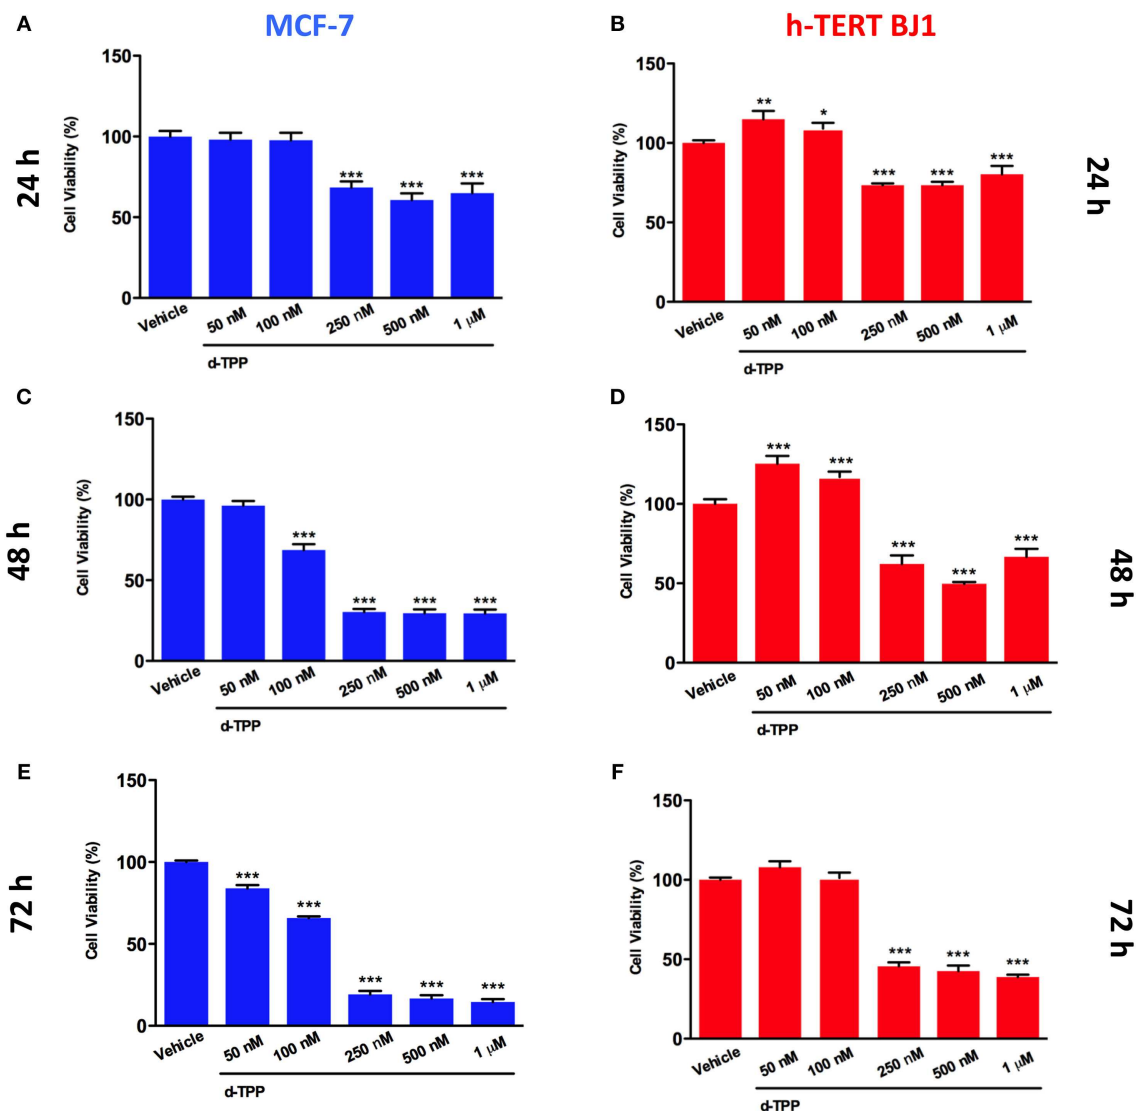 A
MCF-7
B
h-TERT BJ1
24 h
Cell Viability (%)
150
100
50
0
*** *** ***
Vehicle 50 nM 100 nM 250 nM 500 nM 1 μM
d-TPP
Cell Viability (%)
150
100
50
0
** * *** *** ***
Vehicle 50 nM 100 nM 250 nM 500 nM 1 μM
d-TPP
24 h
C
48 h
Cell Viability (%)
150
100
50
0
*** *** *** ***
Vehicle 50 nM 100 nM 250 nM 500 nM 1 μM
d-TPP
D
Cell Viability (%)
150
100
50
0
*** *** *** *** ***
Vehicle 50 nM 100 nM 250 nM 500 nM 1 μM
d-TPP
48 h
E
72 h
Cell Viability (%)
150
100
50
0
*** *** *** *** ***
Vehicle 50 nM 100 nM 250 nM 500 nM 1 μM
d-TPP
F
Cell Viability (%)
150
100
50
0
*** *** ***
Vehicle 50 nM 100 nM 250 nM 500 nM 1 μM
d-TPP
72 h